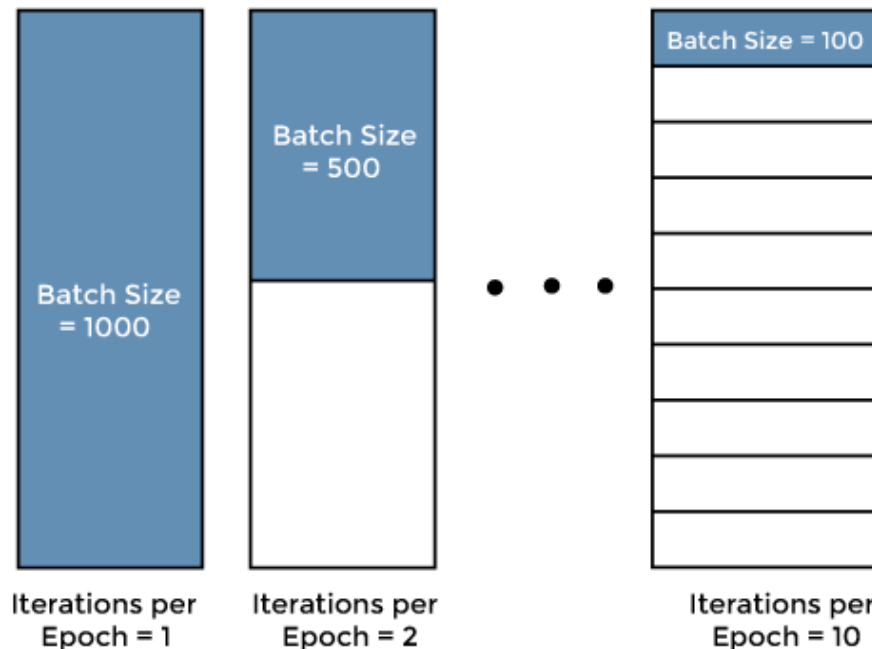 Batch Size
= 1000
Batch Size
= 500
Batch Size = 100
Iterations per
Epoch = 1
Iterations per
Epoch = 2
Iterations per
Epoch = 10